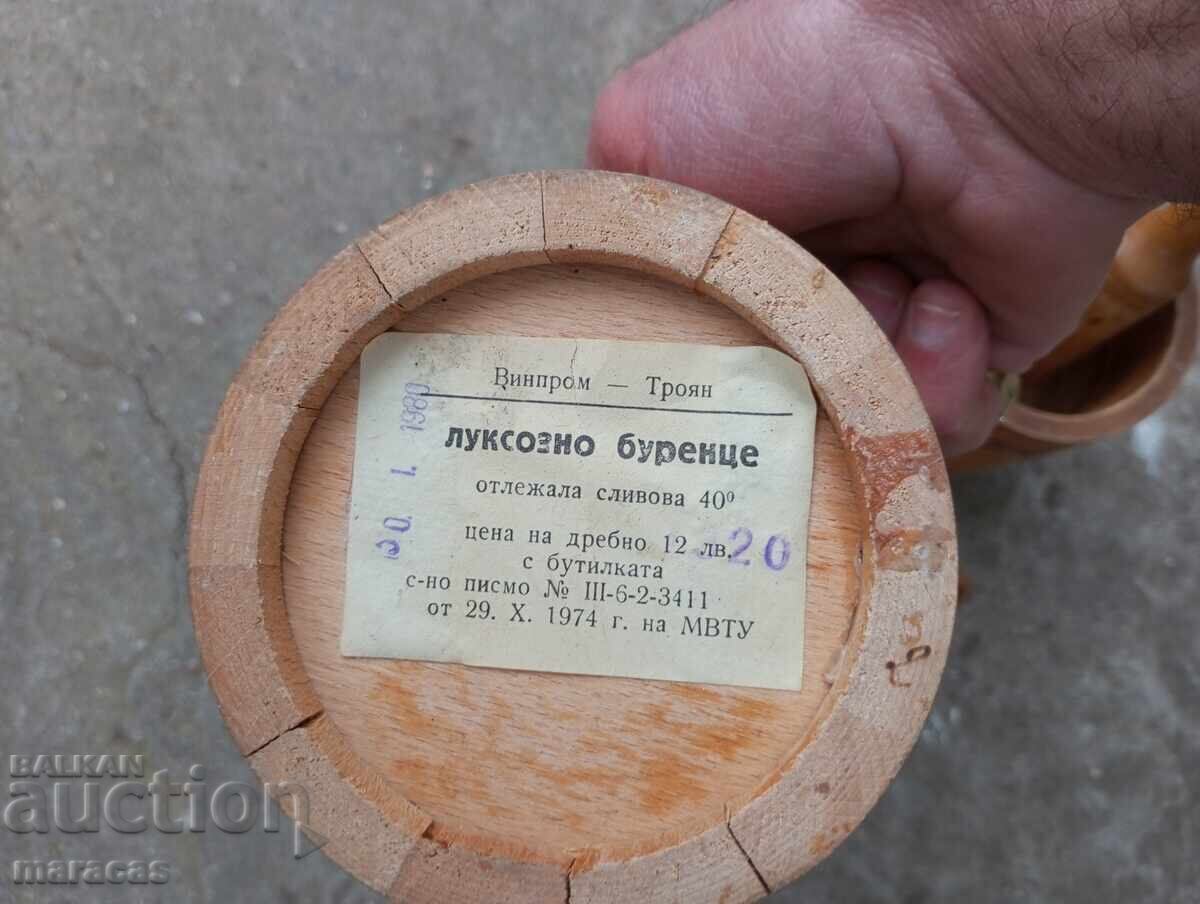 Винпром — Троян
луксозно буренце
отлежала сливова 40°
цена на дребно 12 лв. 20
с бутилката
с-но писмо № III-6-2-3411
от 29. X. 1974 г. на МВТУ
30. I. 1980
BALKAN
auction
maracas